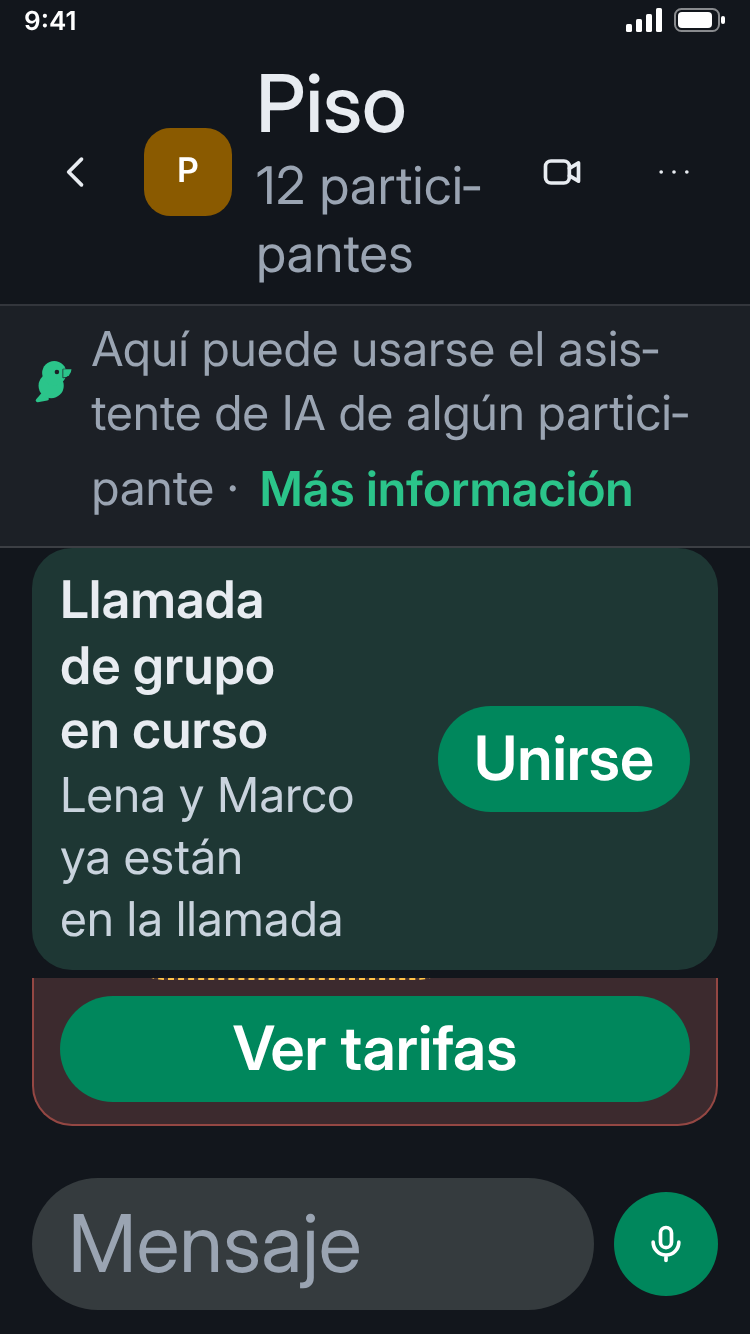 9:41
Piso
P
12 partici-
pantes
Aquí puede usarse el asis-
tente de IA de algún partici-
pante · Más información
Llamada
de grupo
en curso
Unirse
Lena y Marco
ya están
en la llamada
Ver tarifas
Mensaje